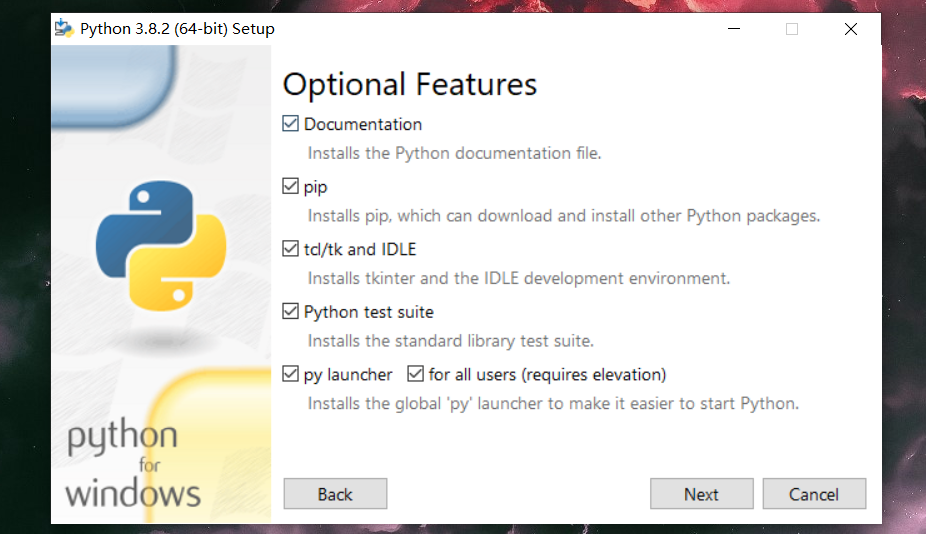 Python 3.8.2 (64-bit) Setup
Optional Features
Documentation
Installs the Python documentation file.
pip
Installs pip, which can download and install other Python packages.
tcl/tk and IDLE
Installs tkinter and the IDLE development environment.
Python test suite
Installs the standard library test suite.
py launcher for all users (requires elevation)
Installs the global 'py' launcher to make it easier to start Python.
python
for
windows
Back Next Cancel